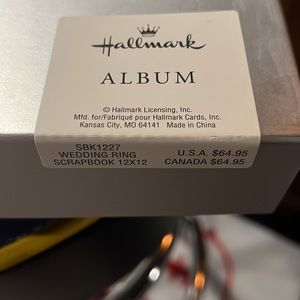 Hallmark
ALBUM
© Hallmark Licensing, Inc.
Mfd. for/Fabriqué pour Hallmark Cards, Inc.
Kansas City, MO 64141 Made in China
SBK1227
WEDDING RING U.S.A. $64.95
SCRAPBOOK 12X12 CANADA $64.95